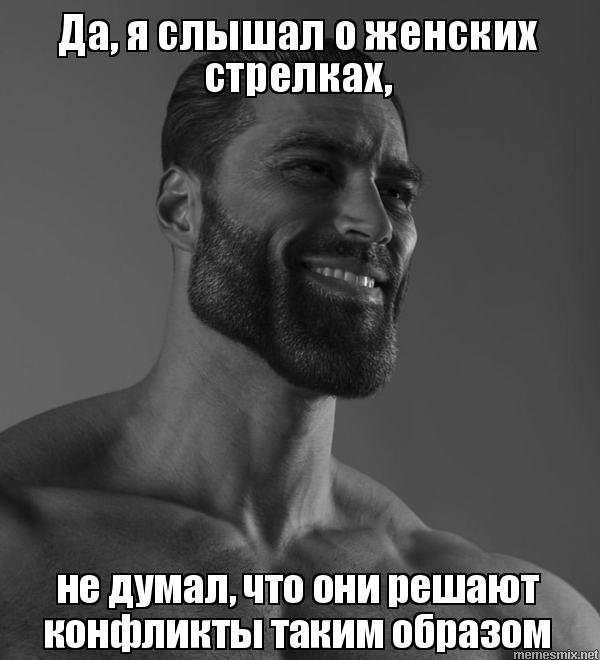 Да, я слышал о женских
стрелках,
не думал, что они решают
конфликты таким образом
memesmix.net